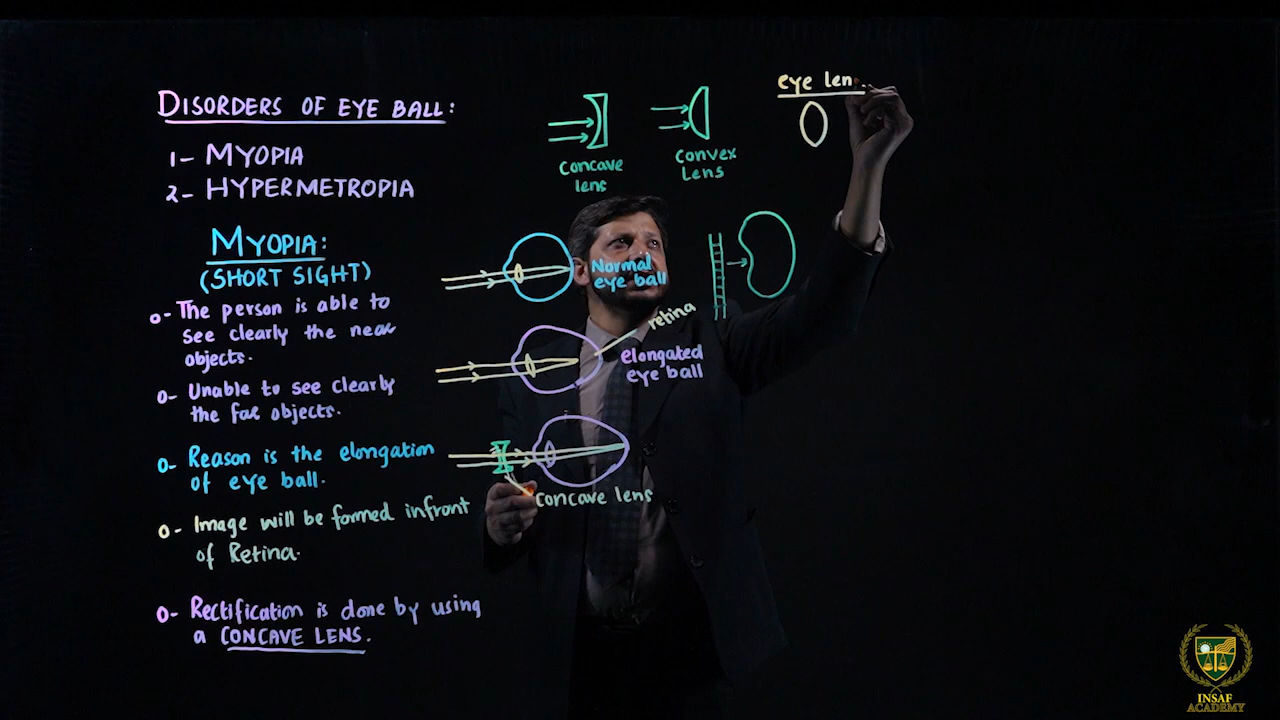 DISORDERS OF EYE BALL:
1- MYOPIA
2- HYPERMETROPIA
MYOPIA:
(SHORT SIGHT)
o- The person is able to
see clearly the near
objects.
o- Unable to see clearly
the far objects.
o- Reason is the elongation
of eye ball.
o- Image will be formed infront
of Retina.
o- Rectification is done by using
a CONCAVE LENS.
concave
lens
convex
Lens
eye lens
Normal
eye ball
retina
elongated
eye ball
concave lens
INSAF
ACADEMY